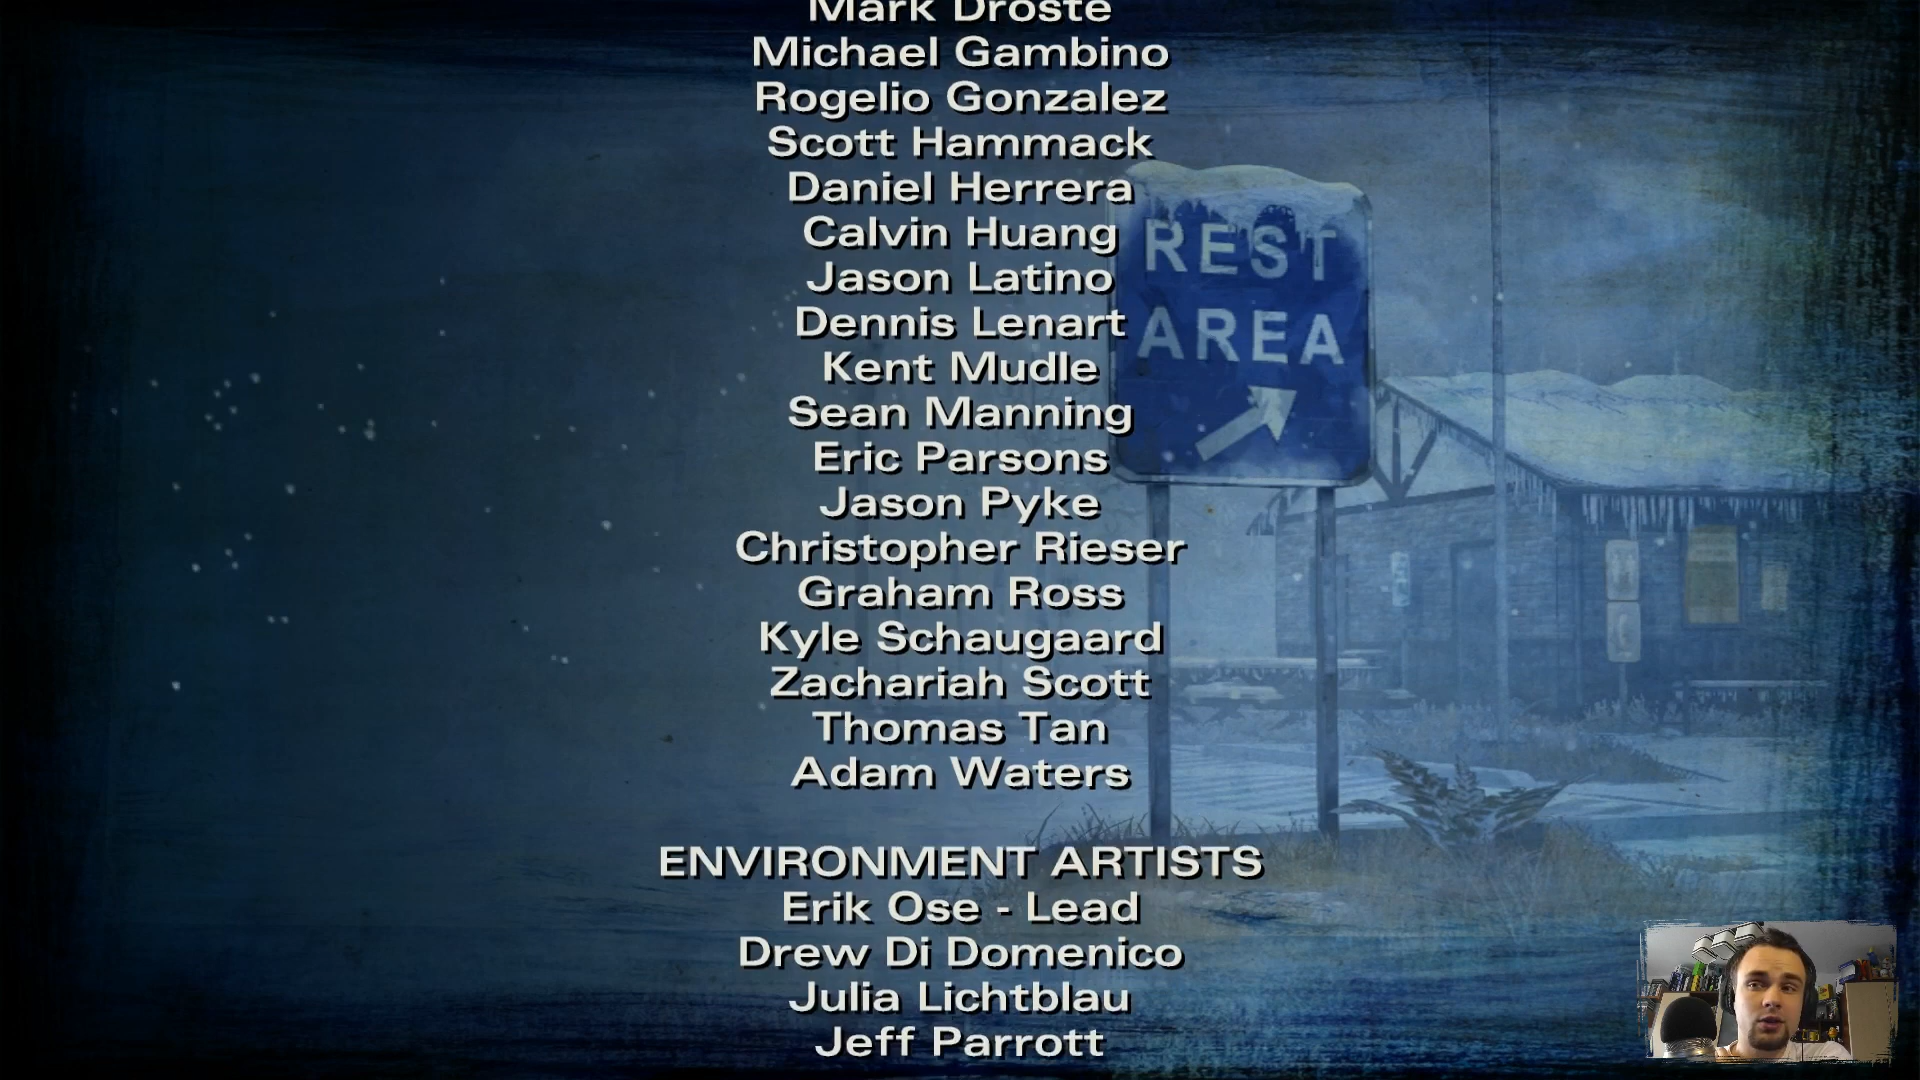 Mark Droste
Michael Gambino
Rogelio Gonzalez
Scott Hammack
Daniel Herrera
Calvin Huang
Jason Latino
Dennis Lenart
Kent Mudle
Sean Manning
Eric Parsons
Jason Pyke
Christopher Rieser
Graham Ross
Kyle Schaugaard
Zachariah Scott
Thomas Tan
Adam Waters
ENVIRONMENT ARTISTS
Erik Ose - Lead
Drew Di Domenico
Julia Lichtblau
Jeff Parrott
REST
AREA